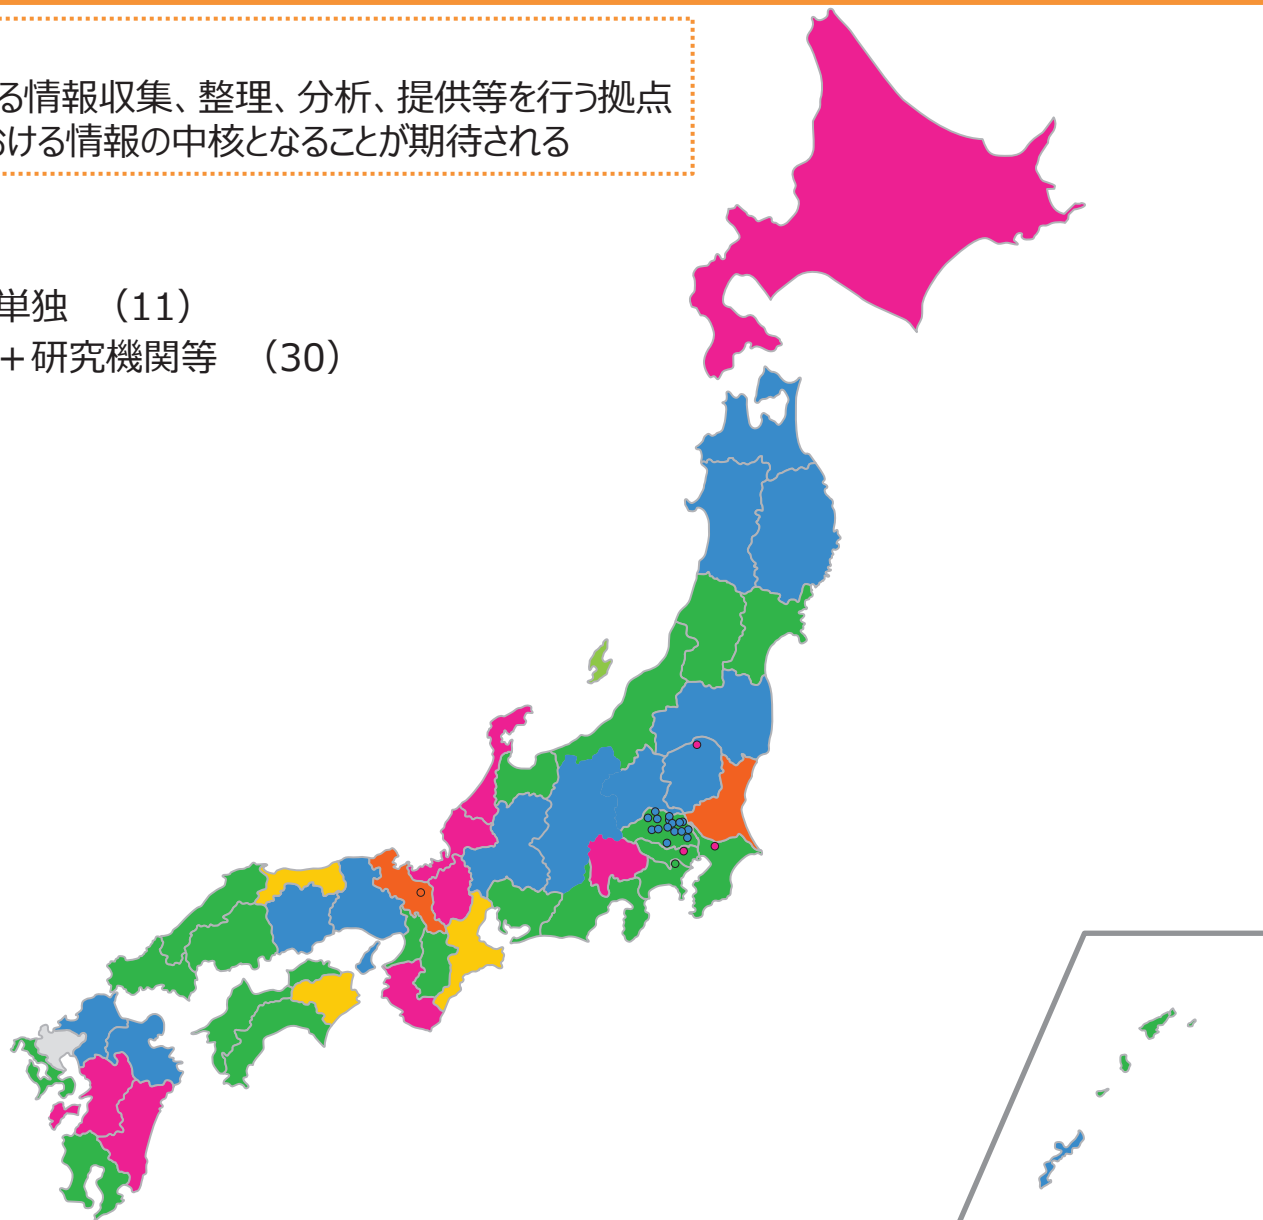 る情報収集、整理、分析、提供等を行う拠点
おける情報の中核となることが期待される
単独　（11）
＋研究機関等　（30）